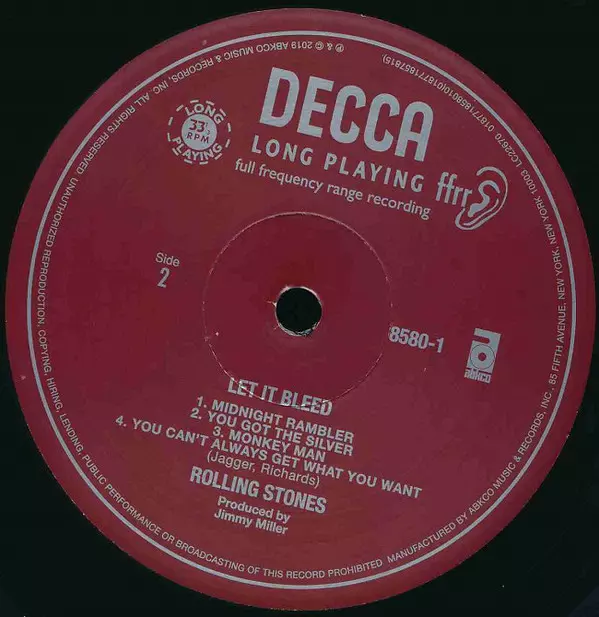 DECCA
LONG PLAYING
full frequency range recording
ffrr
LONG
33⅓
RPM
PLAYING
Side
2
8580-1
abkco
LET IT BLEED
1. MIDNIGHT RAMBLER
2. YOU GOT THE SILVER
3. MONKEY MAN
4. YOU CAN'T ALWAYS GET WHAT YOU WANT
(Jagger, Richards)
ROLLING STONES
Produced by
Jimmy Miller
℗ & © 2019 ABKCO MUSIC & RECORDS, INC. ALL RIGHTS RESERVED. UNAUTHORIZED REPRODUCTION, COPYING, HIRING, LENDING, PUBLIC PERFORMANCE OR BROADCASTING OF THIS RECORD PROHIBITED MANUFACTURED BY ABKCO MUSIC & RECORDS, INC. 85 FIFTH AVENUE, NEW YORK, NEW YORK 10003 LC22670 018771858010(018771857815)